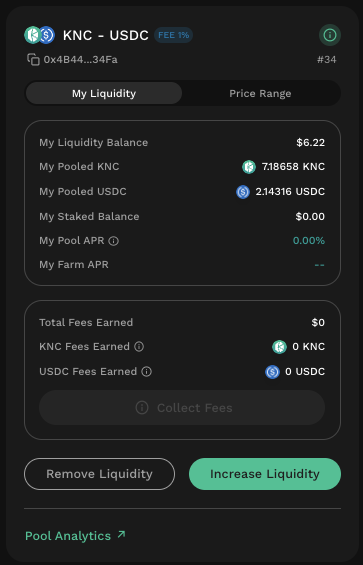 KNC - USDC FEE 1%
0x4B44...34Fa #34
My Liquidity Price Range
My Liquidity Balance $6.22
My Pooled KNC 7.18658 KNC
My Pooled USDC 2.14316 USDC
My Staked Balance $0.00
My Pool APR 0.00%
My Farm APR --
Total Fees Earned $0
KNC Fees Earned 0 KNC
USDC Fees Earned 0 USDC
Collect Fees
Remove Liquidity Increase Liquidity
Pool Analytics ↗